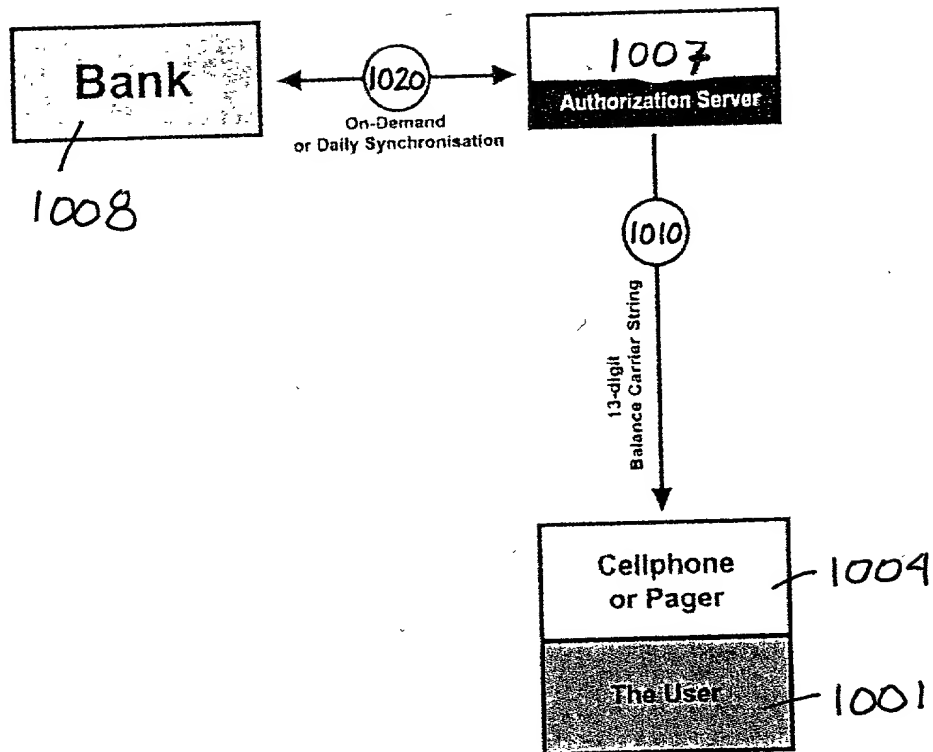 Bank
1020
1007
Authorization Server
On-Demand
or Daily Synchronisation
1008
1010
13-digit
Balance Carrier String
Cellphone
or Pager
1004
The User
1001